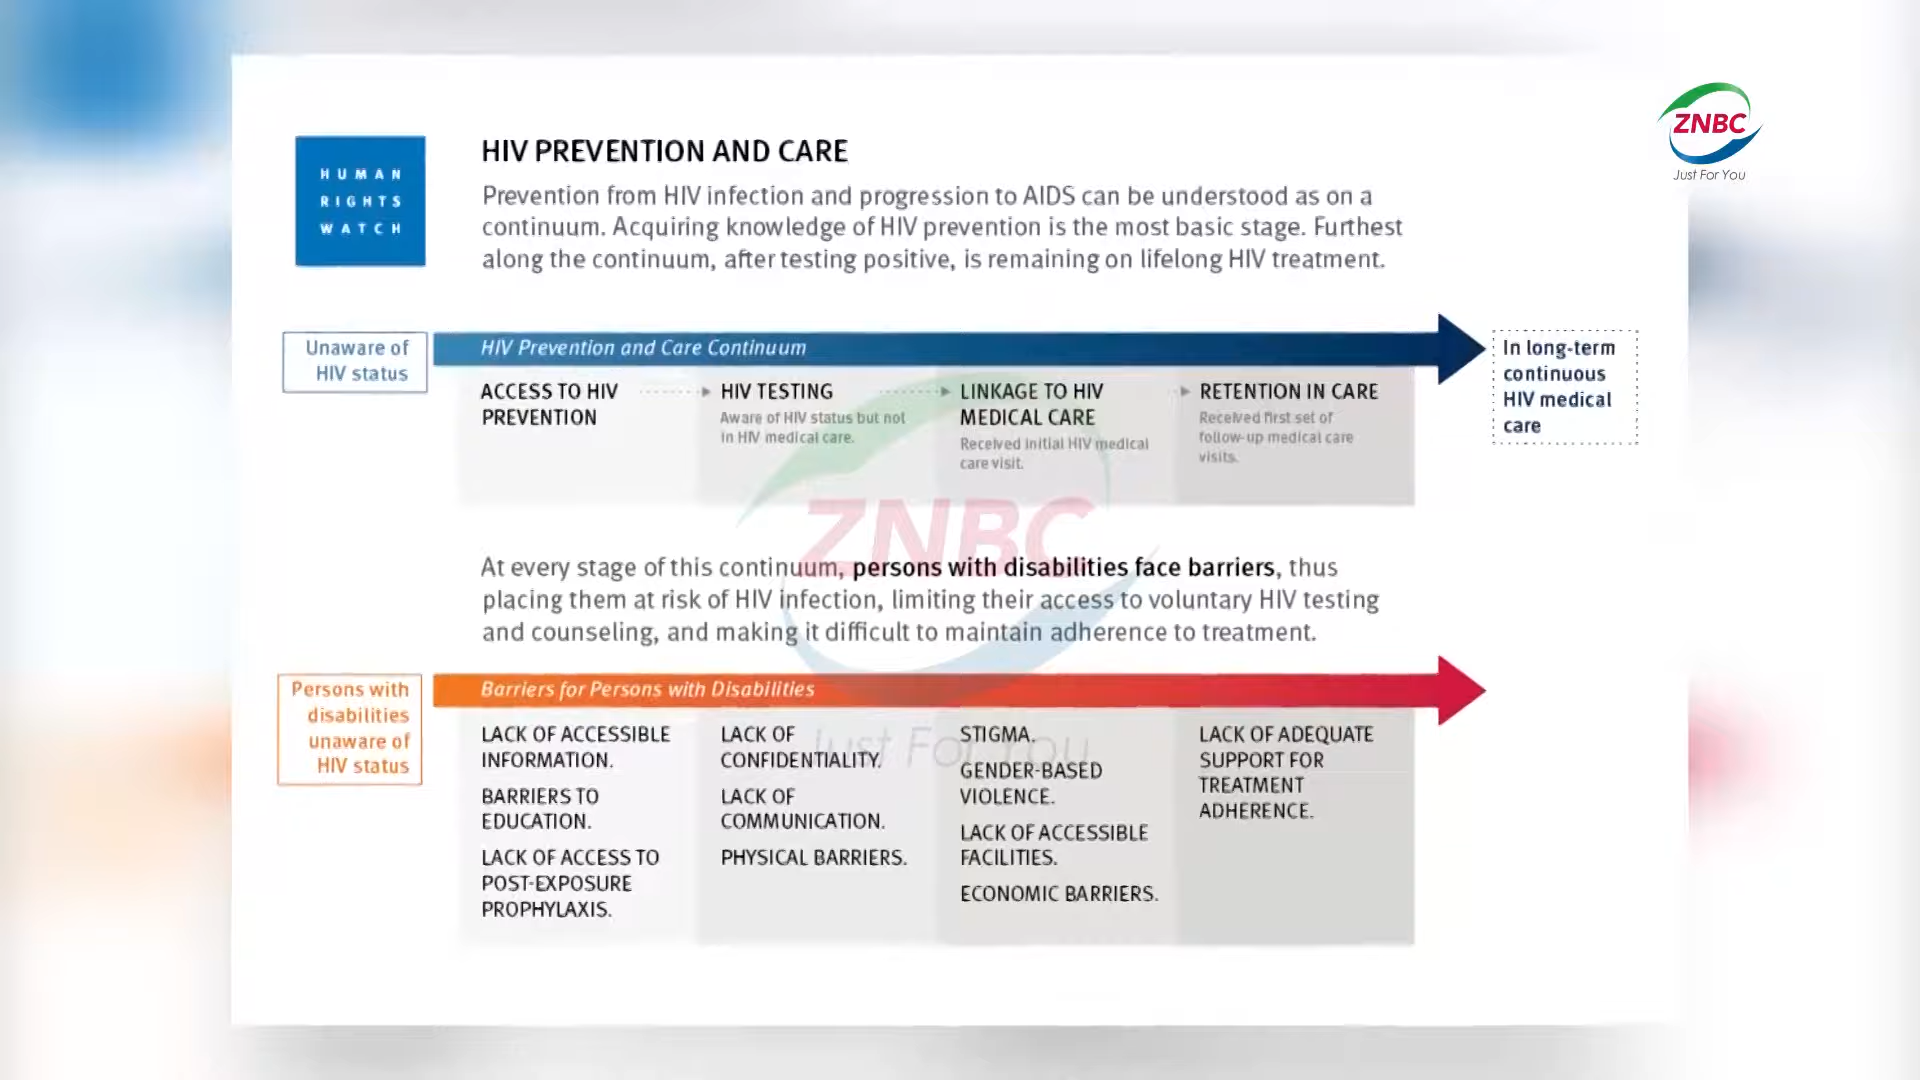 ZNBC
Just For You
HUMAN
RIGHTS
WATCH
HIV PREVENTION AND CARE
Prevention from HIV infection and progression to AIDS can be understood as on a
continuum. Acquiring knowledge of HIV prevention is the most basic stage. Furthest
along the continuum, after testing positive, is remaining on lifelong HIV treatment.
Unaware of
HIV status
HIV Prevention and Care Continuum
ACCESS TO HIV
PREVENTION
HIV TESTING
Aware of HIV status but not
in HIV medical care.
LINKAGE TO HIV
MEDICAL CARE
Received initial HIV medical
care visit.
RETENTION IN CARE
Received first set of
follow-up medical care
visits.
In long-term
continuous
HIV medical
care
ZNBC
Just For You
At every stage of this continuum, persons with disabilities face barriers, thus
placing them at risk of HIV infection, limiting their access to voluntary HIV testing
and counseling, and making it difficult to maintain adherence to treatment.
Persons with
disabilities
unaware of
HIV status
Barriers for Persons with Disabilities
LACK OF ACCESSIBLE
INFORMATION.
BARRIERS TO
EDUCATION.
LACK OF ACCESS TO
POST-EXPOSURE
PROPHYLAXIS.
LACK OF
CONFIDENTIALITY.
LACK OF
COMMUNICATION.
PHYSICAL BARRIERS.
STIGMA.
GENDER-BASED
VIOLENCE.
LACK OF ACCESSIBLE
FACILITIES.
ECONOMIC BARRIERS.
LACK OF ADEQUATE
SUPPORT FOR
TREATMENT
ADHERENCE.